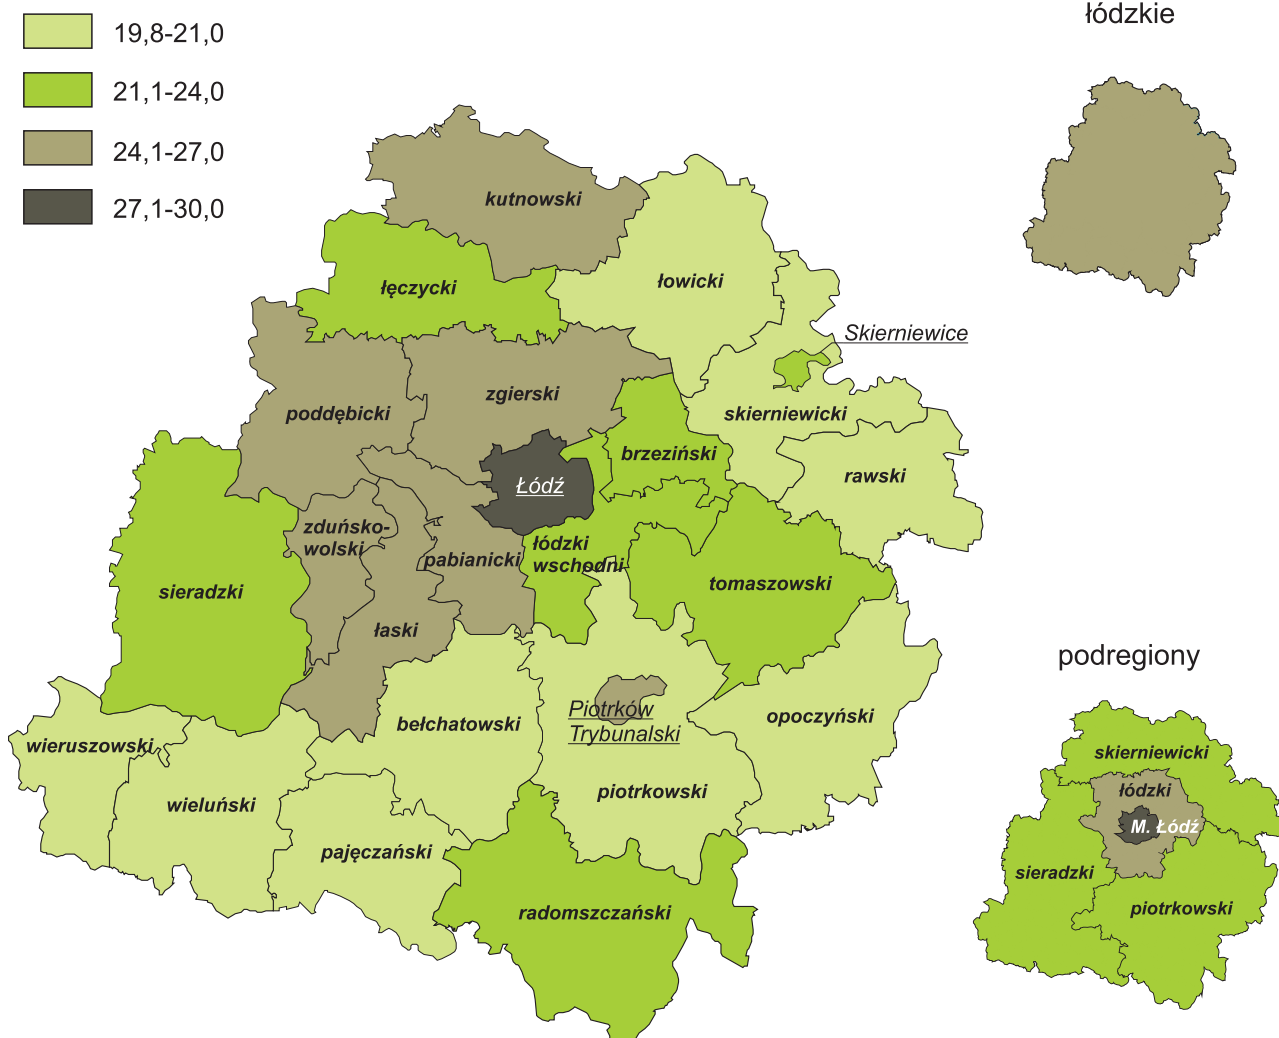 19,8-21,0
21,1-24,0
24,1-27,0
27,1-30,0
łódzkie
kutnowski
łęczycki
łowicki
Skierniewice
zgierski
poddębicki
skierniewicki
brzeziński
rawski
Łódź
zduńsko-
wolski
łódzki
wschodni
pabianicki
sieradzki
tomaszowski
łaski
podregiony
Piotrków
Trybunalski
bełchatowski
opoczyński
wieruszowski
wieluński
piotrkowski
pajęczański
radomszczański
skierniewicki
łódzki
M. Łódź
sieradzki
piotrkowski